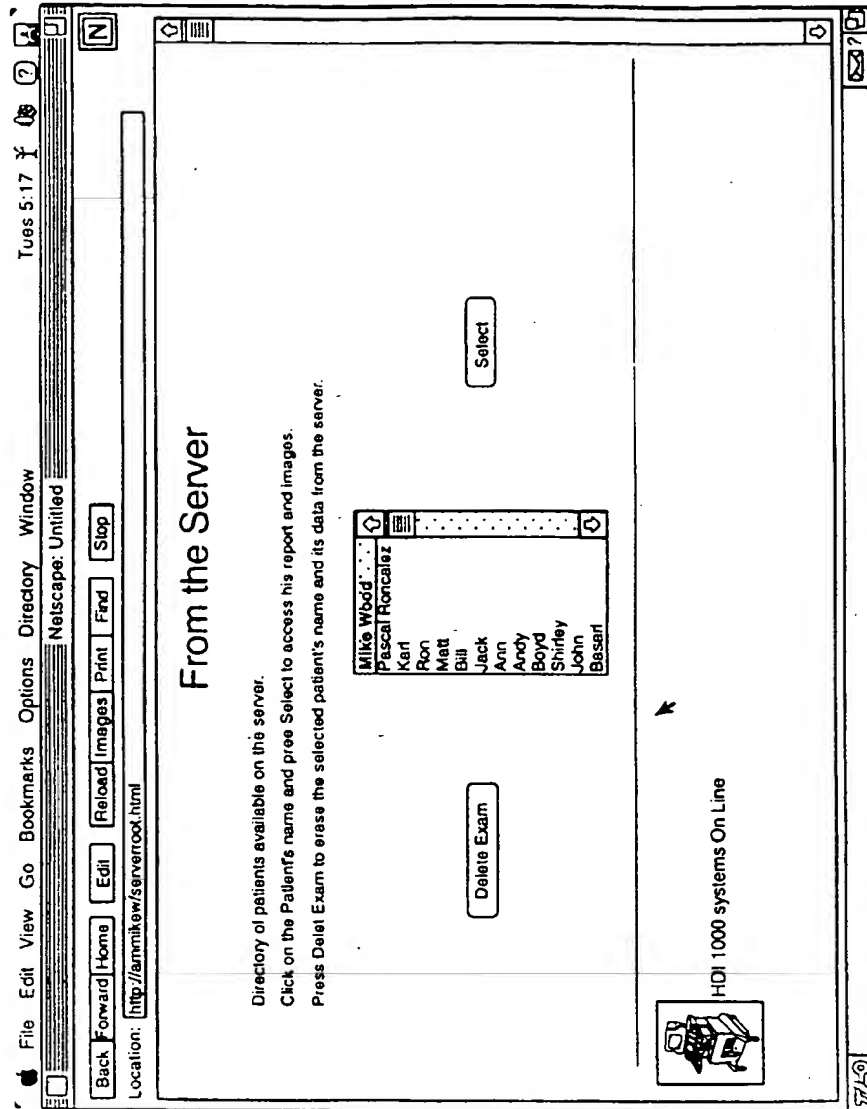 File Edit View Go Bookmarks Options Directory Window Tues 5:17 ?
Netscape: Untitled
Back Forward Home Edit Reload Images Print Find Stop N
Location: http://ammikew/serverroot.html
From the Server
Directory of patients available on the server.
Click on the Patient's name and pree Select to access his report and images.
Press Delet Exam to erase the selected patient's name and its data from the server.
Mike Wood
Pascal Roncalez
Karl
Ron
Matt
Bill
Jack
Ann
Andy
Boyd
Shirley
John
Basari
Delete Exam
Select
HDI 1000 systems On Line
?